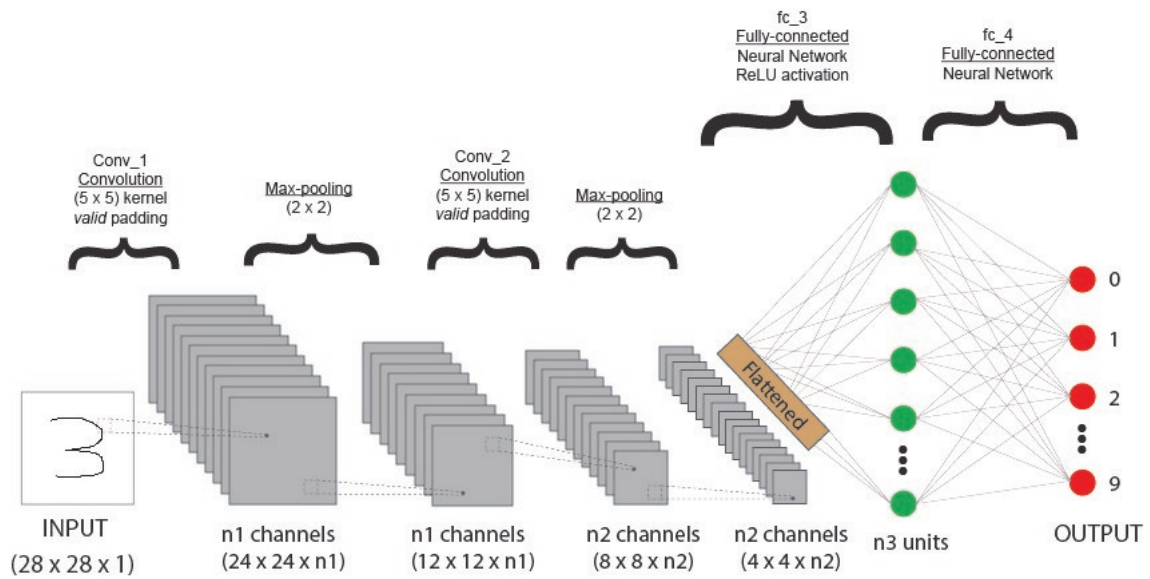 fc_3
Fully-connected
Neural Network
ReLU activation
fc_4
Fully-connected
Neural Network
Conv_1
Convolution
(5 x 5) kernel
valid padding
Max-pooling
(2 x 2)
Conv_2
Convolution
(5 x 5) kernel
valid padding
Max-pooling
(2 x 2)
Flattened
0
1
2
9
INPUT
(28 x 28 x 1)
n1 channels
(24 x 24 x n1)
n1 channels
(12 x 12 x n1)
n2 channels
(8 x 8 x n2)
n2 channels
(4 x 4 x n2)
n3 units
OUTPUT
3